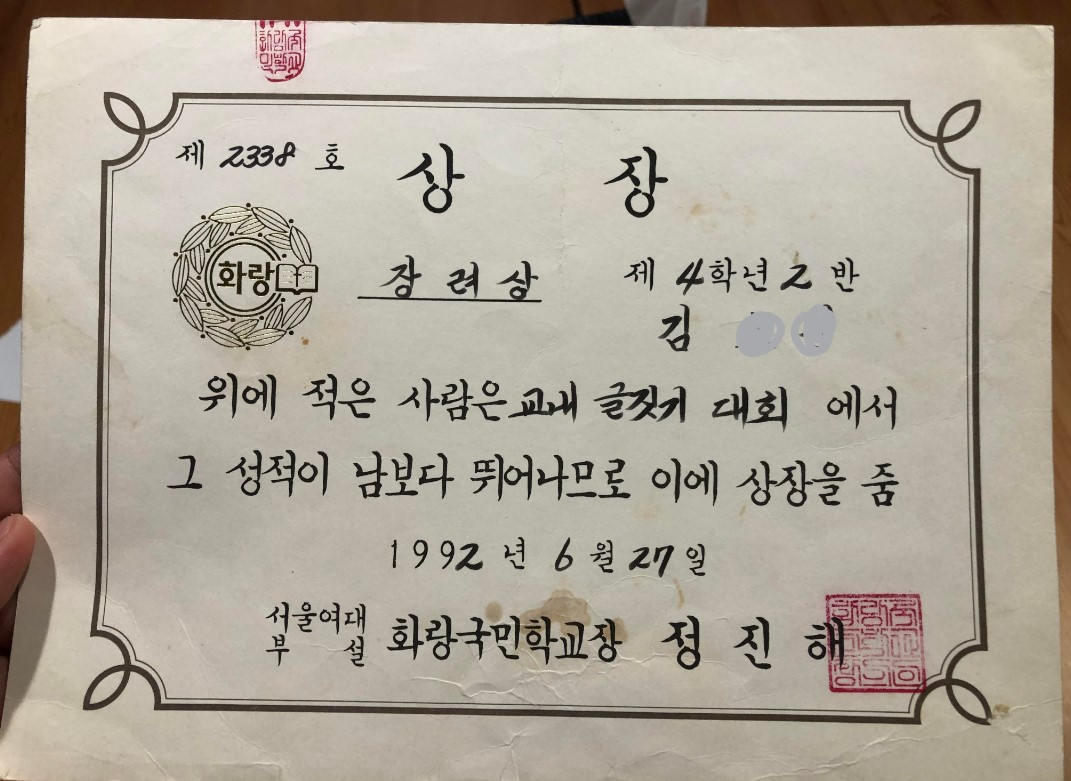 제 2338 호
상 장
화랑
장려상
제 4학년 2 반
김
위에 적은 사람은 교내 글짓기 대회 에서
그 성적이 남보다 뛰어나므로 이에 상장을 줌
1992 년 6 월 27 일
서울여대
부 설
화랑국민학교장 정 진 해